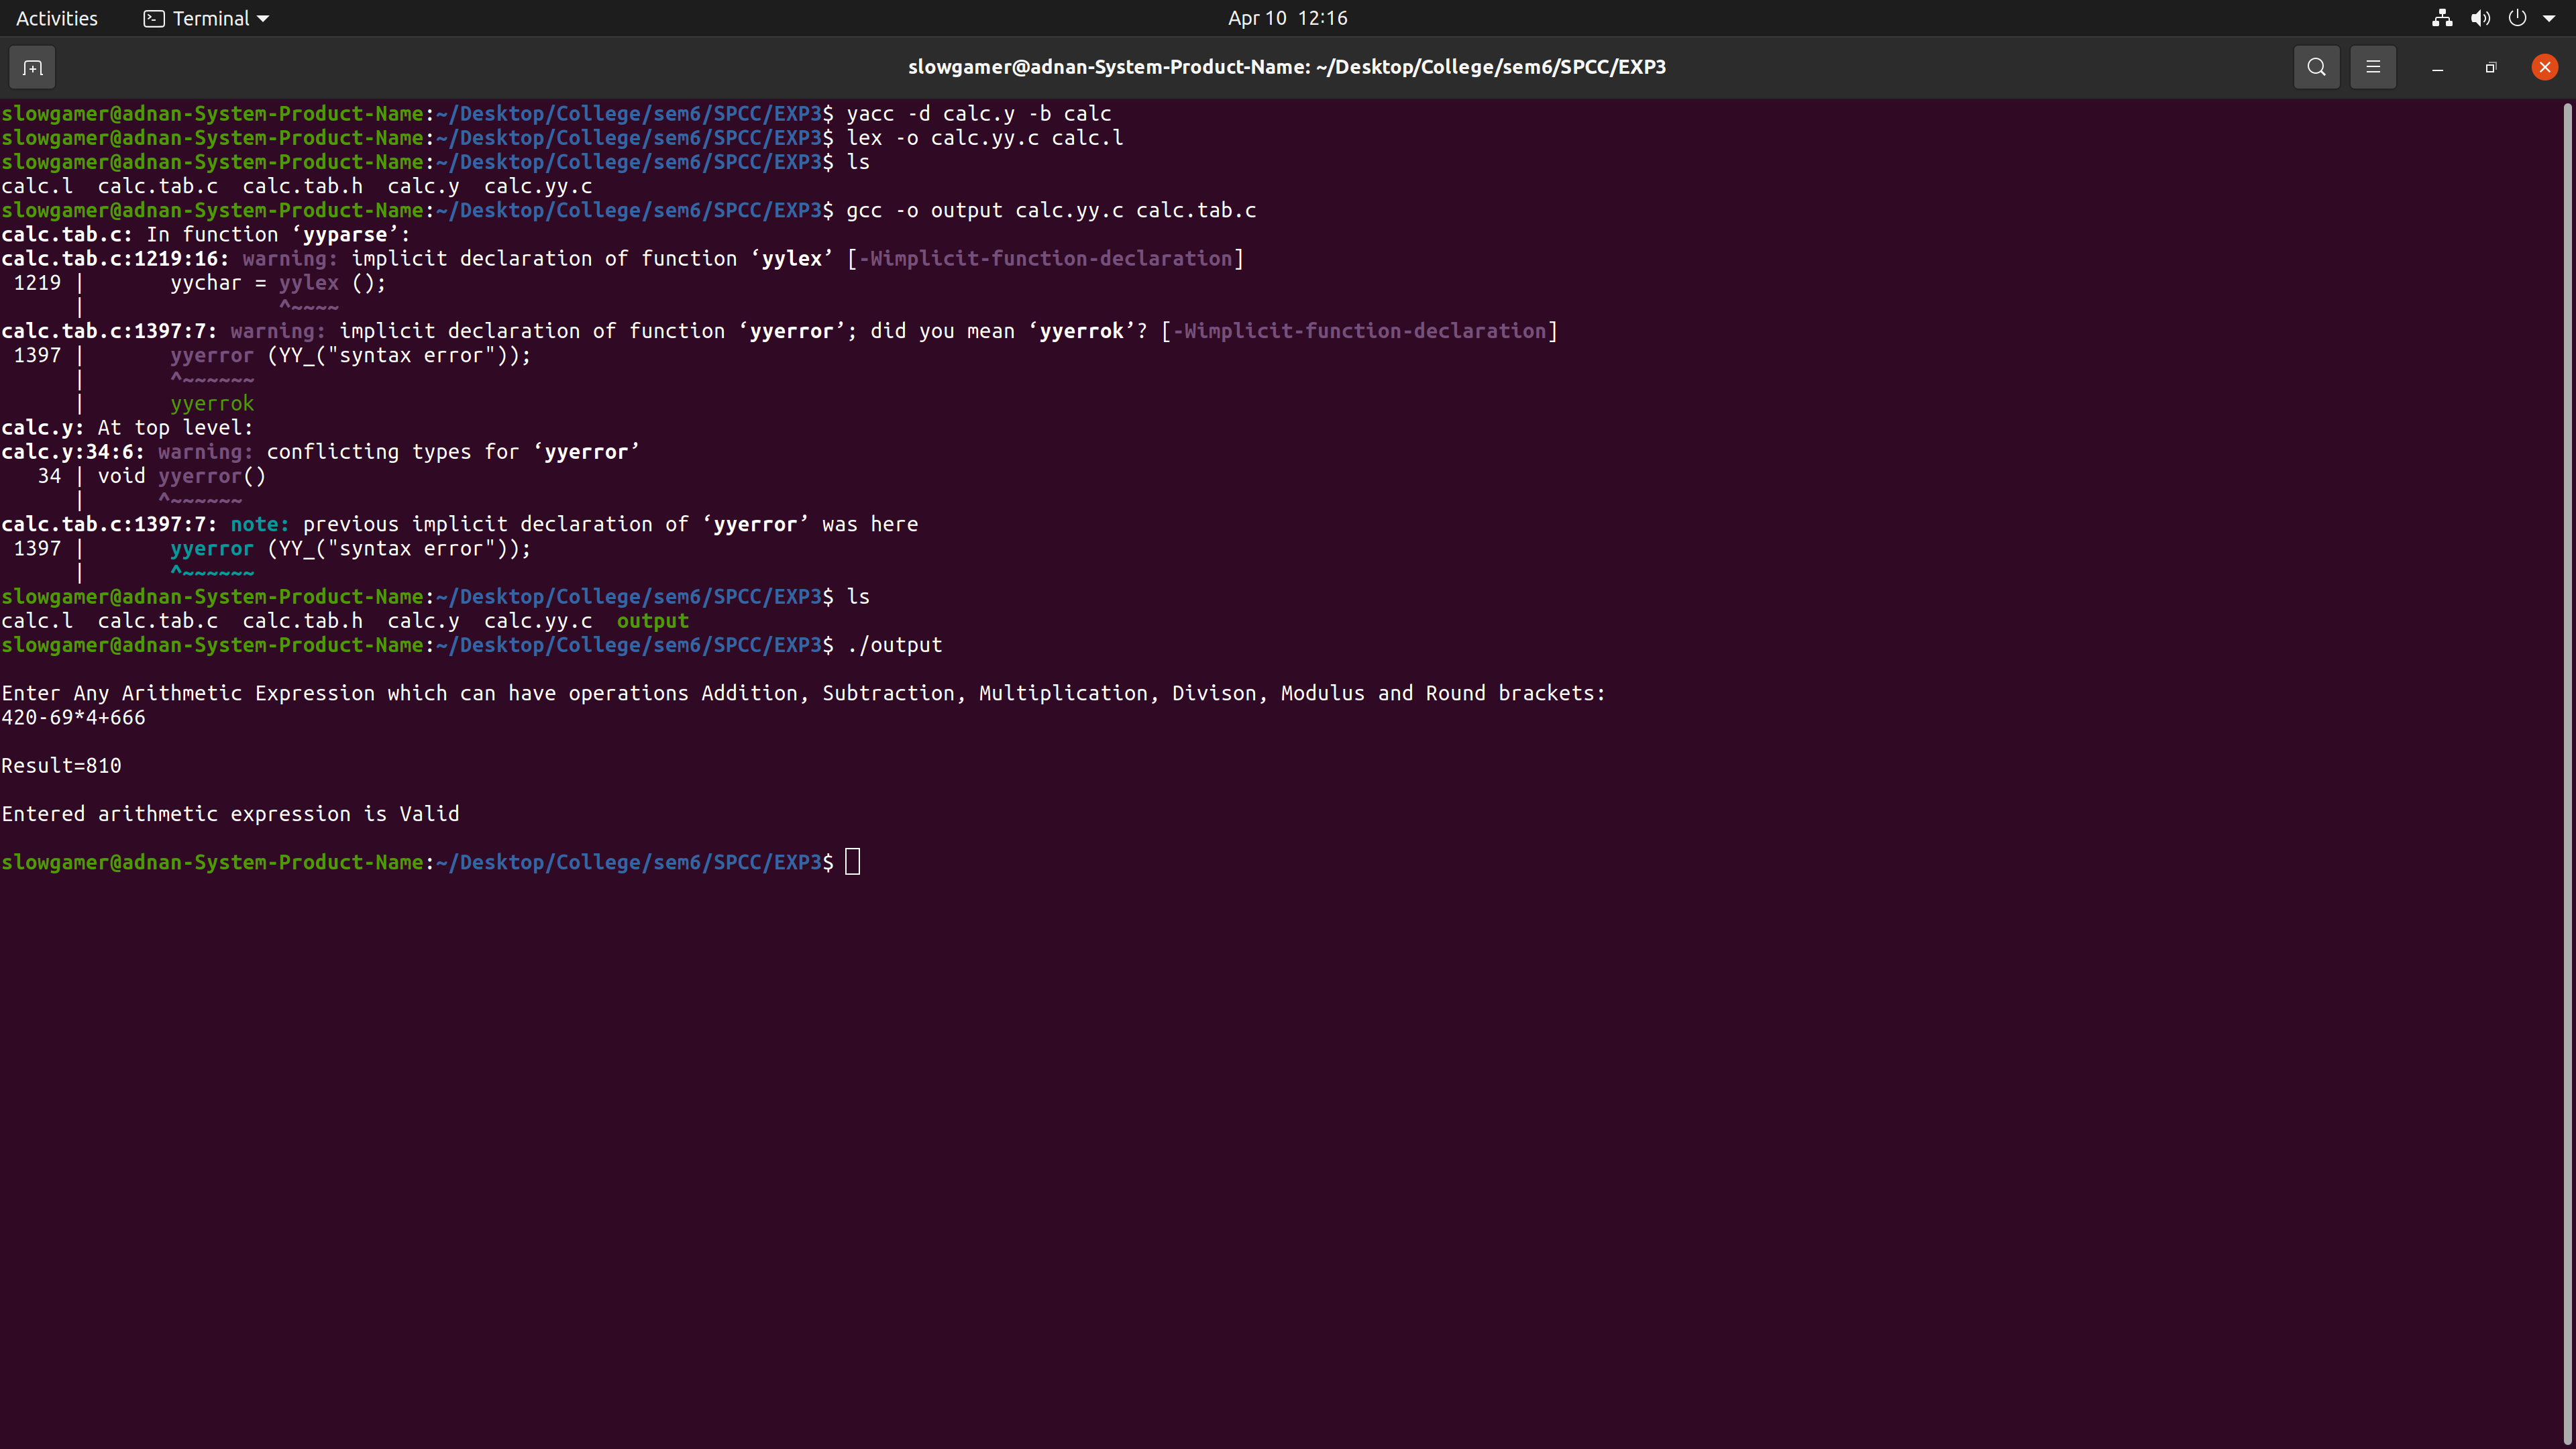 Activities Terminal Apr 10 12:16
slowgamer@adnan-System-Product-Name: ~/Desktop/College/sem6/SPCC/EXP3
slowgamer@adnan-System-Product-Name:~/Desktop/College/sem6/SPCC/EXP3$ yacc -d calc.y -b calc
slowgamer@adnan-System-Product-Name:~/Desktop/College/sem6/SPCC/EXP3$ lex -o calc.yy.c calc.l
slowgamer@adnan-System-Product-Name:~/Desktop/College/sem6/SPCC/EXP3$ ls
calc.l  calc.tab.c  calc.tab.h  calc.y  calc.yy.c
slowgamer@adnan-System-Product-Name:~/Desktop/College/sem6/SPCC/EXP3$ gcc -o output calc.yy.c calc.tab.c
calc.tab.c: In function ‘yyparse’:
calc.tab.c:1219:16: warning: implicit declaration of function ‘yylex’ [-Wimplicit-function-declaration]
 1219 |       yychar = yylex ();
      |                ^~~~~
calc.tab.c:1397:7: warning: implicit declaration of function ‘yyerror’; did you mean ‘yyerrok’? [-Wimplicit-function-declaration]
 1397 |       yyerror (YY_("syntax error"));
      |       ^~~~~~~
      |       yyerrok
calc.y: At top level:
calc.y:34:6: warning: conflicting types for ‘yyerror’
   34 | void yyerror()
      |      ^~~~~~~
calc.tab.c:1397:7: note: previous implicit declaration of ‘yyerror’ was here
 1397 |       yyerror (YY_("syntax error"));
      |       ^~~~~~~
slowgamer@adnan-System-Product-Name:~/Desktop/College/sem6/SPCC/EXP3$ ls
calc.l  calc.tab.c  calc.tab.h  calc.y  calc.yy.c  output
slowgamer@adnan-System-Product-Name:~/Desktop/College/sem6/SPCC/EXP3$ ./output
Enter Any Arithmetic Expression which can have operations Addition, Subtraction, Multiplication, Divison, Modulus and Round brackets:
420-69*4+666
Result=810
Entered arithmetic expression is Valid
slowgamer@adnan-System-Product-Name:~/Desktop/College/sem6/SPCC/EXP3$